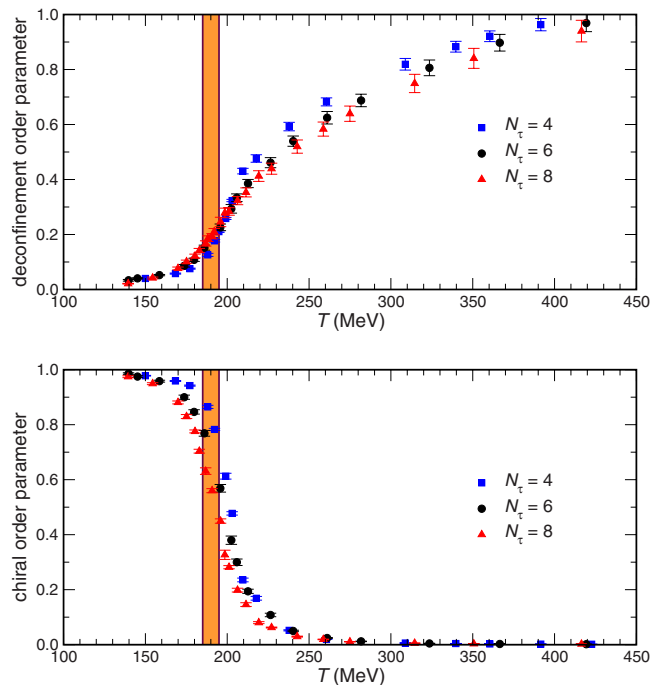 deconfinement order parameter
1.0
0.8
0.6
0.4
0.2
0.0
N_τ = 4
N_τ = 6
N_τ = 8
100 150 200 250 300 350 400 450
T (MeV)
chiral order parameter
1.0
0.8
0.6
0.4
0.2
0.0
N_τ = 4
N_τ = 6
N_τ = 8
100 150 200 250 300 350 400 450
T (MeV)